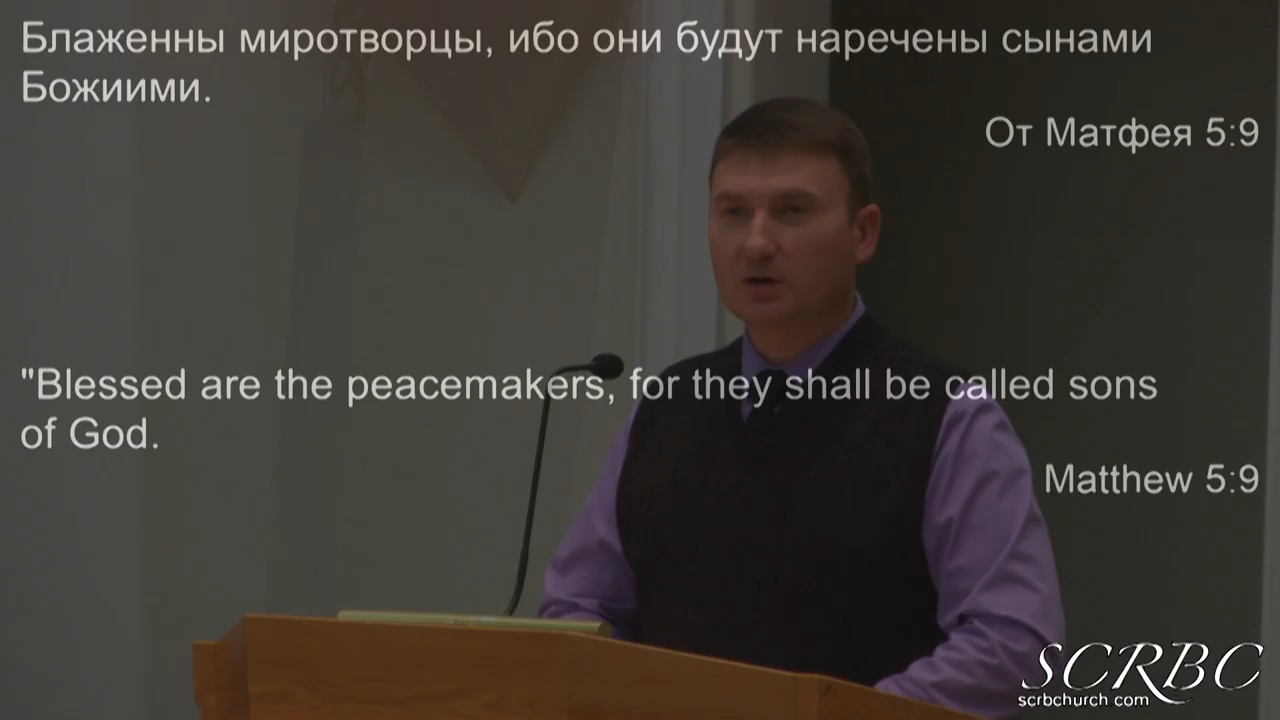 Блаженны миротворцы, ибо они будут наречены сынами
Божиими.
От Матфея 5:9
"Blessed are the peacemakers, for they shall be called sons
of God.
Matthew 5:9
SCRBC
scrbchurch com